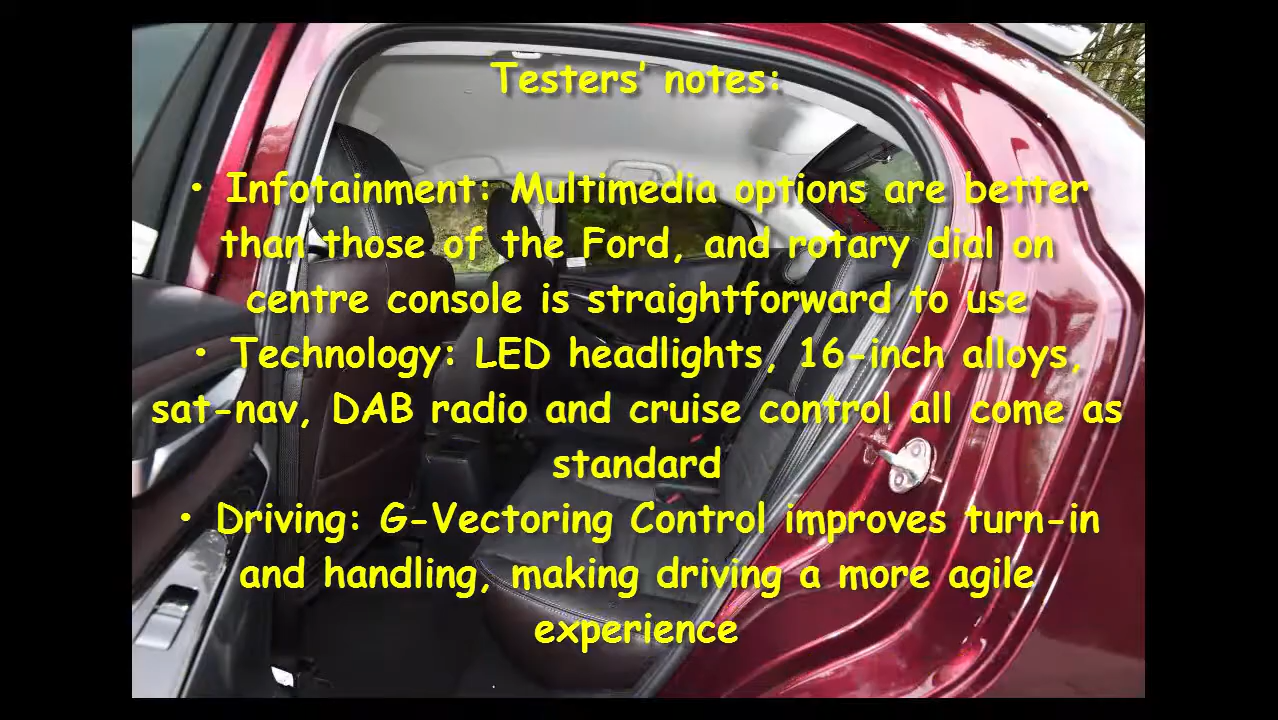 Testers' notes:
• Infotainment: Multimedia options are better
than those of the Ford, and rotary dial on
centre console is straightforward to use
• Technology: LED headlights, 16-inch alloys,
sat-nav, DAB radio and cruise control all come as
standard
• Driving: G-Vectoring Control improves turn-in
and handling, making driving a more agile
experience